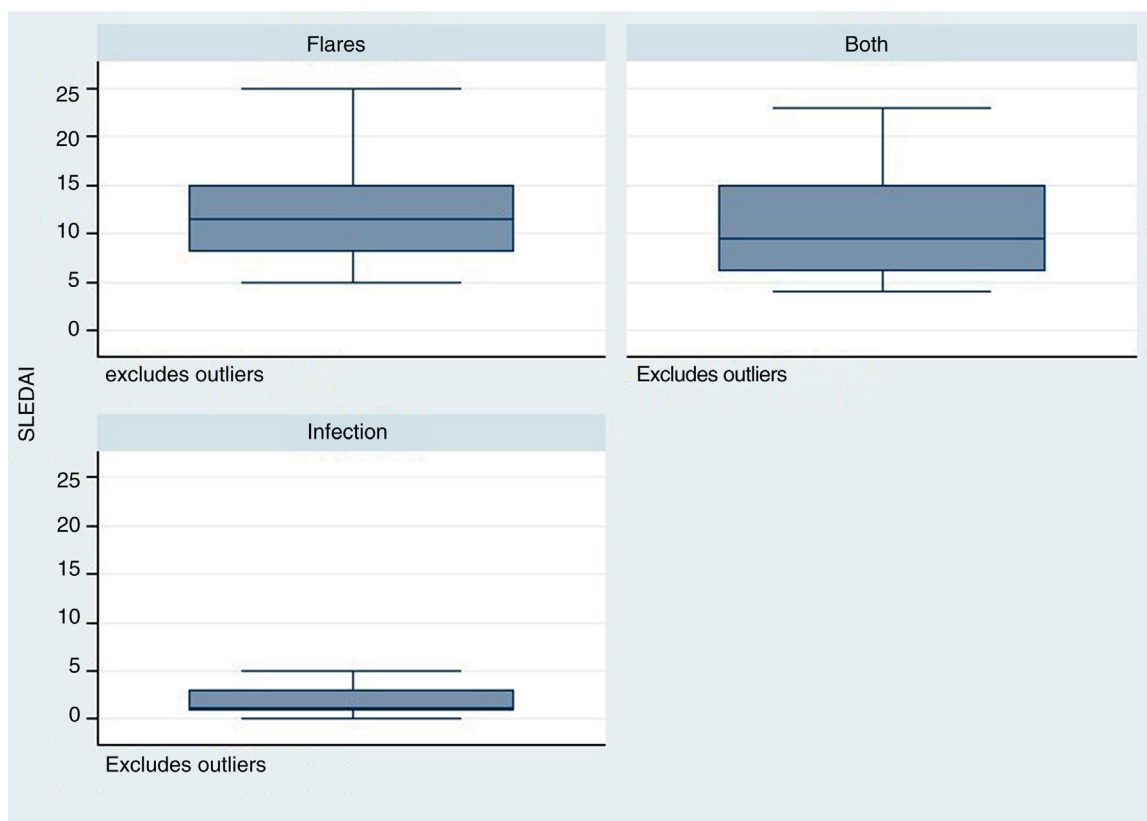 Flares
Both
25
20
15
10
5
0
excludes outliers
Excludes outliers
SLEDAI
Infection
25
20
15
10
5
0
Excludes outliers